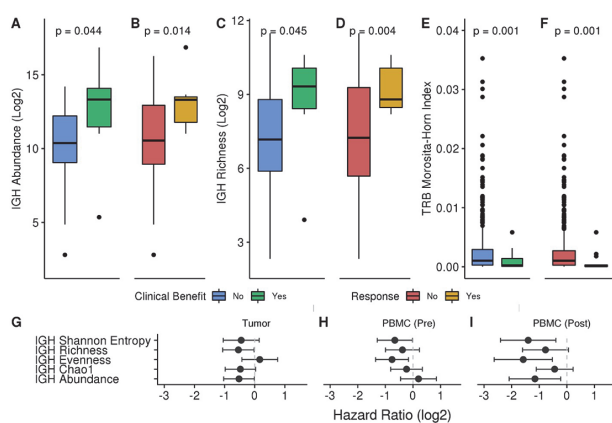 A B C D E F
p = 0.044 p = 0.014 p = 0.045 p = 0.004 p = 0.001 p = 0.001
IGH Abundance (Log2)
15
10
5
IGH Richness (Log2)
12
9
6
3
TRB Morosita-Horn Index
0.04
0.03
0.02
0.01
0.00
Clinical Benefit No Yes Response No Yes
G Tumor H PBMC (Pre) I PBMC (Post)
IGH Shannon Entropy
IGH Richness
IGH Evenness
IGH Chao1
IGH Abundance
-3 -2 -1 0 1 -3 -2 -1 0 1 -3 -2 -1 0 1
Hazard Ratio (log2)